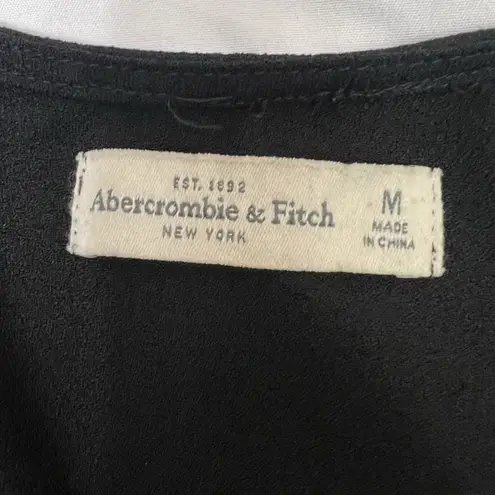 EST. 1892
Abercrombie & Fitch
NEW YORK
M
MADE
IN CHINA